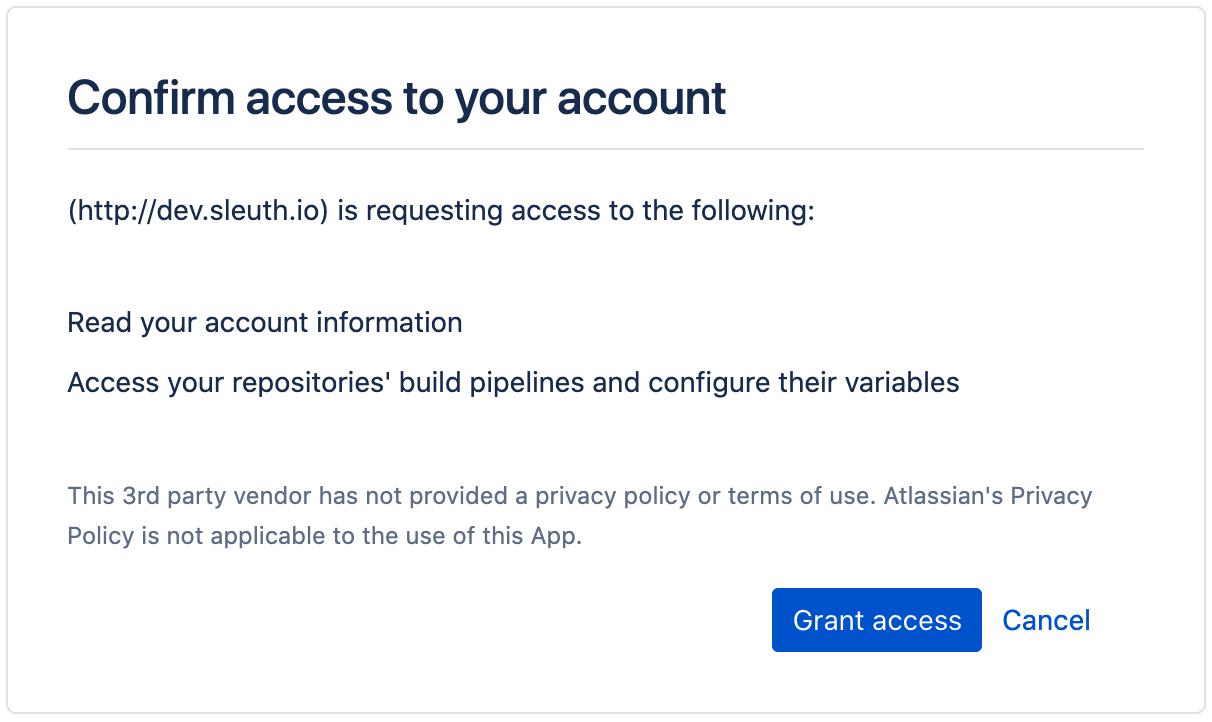 Confirm access to your account
(http://dev.sleuth.io) is requesting access to the following:
Read your account information
Access your repositories' build pipelines and configure their variables
This 3rd party vendor has not provided a privacy policy or terms of use. Atlassian's Privacy
Policy is not applicable to the use of this App.
Grant access Cancel